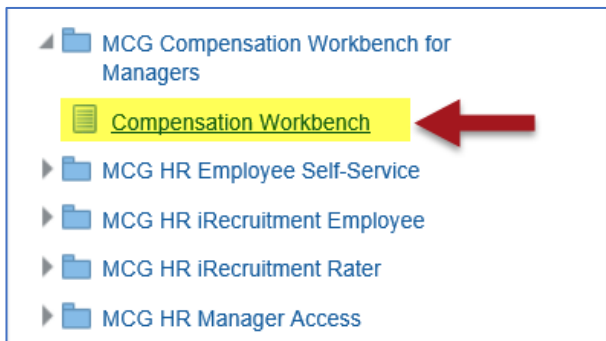 MCG Compensation Workbench for
Managers
Compensation Workbench
MCG HR Employee Self-Service
MCG HR iRecruitment Employee
MCG HR iRecruitment Rater
MCG HR Manager Access